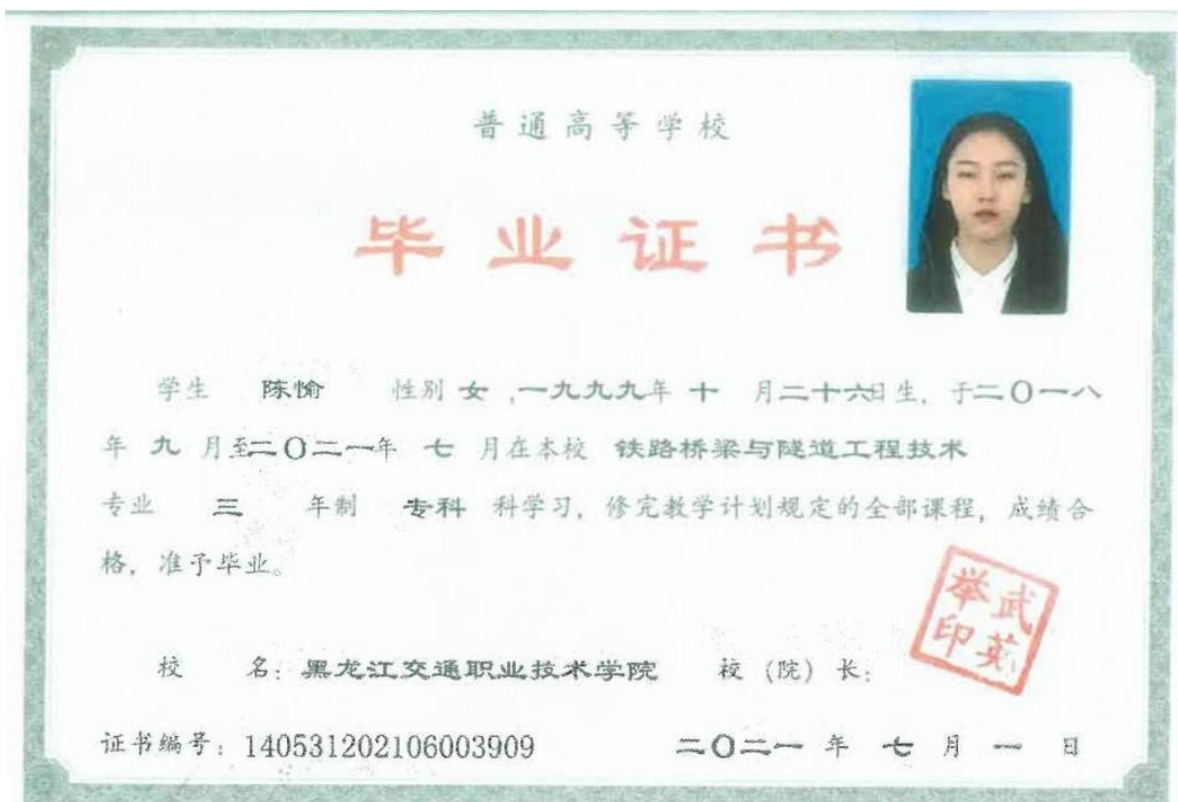 普通高等学校
毕业证书
学生 陈愉 性别 女 ,一九九九年 十 月二十六日生, 于二〇一八
年 九 月至二〇二一年 七 月在本校 铁路桥梁与隧道工程技术
专业 三 年制 专科 科学习, 修完教学计划规定的全部课程, 成绩合
格, 准予毕业。
武英
举印
校 名: 黑龙江交通职业技术学院 校 (院) 长:
证书编号: 140531202106003909 二〇二一 年 七 月 一 日